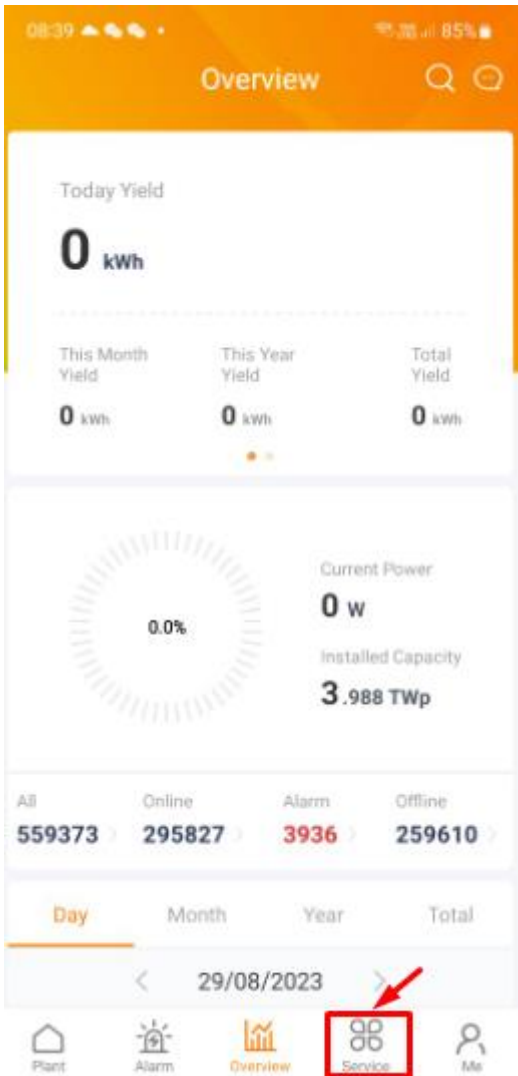 08:39
85%
Overview
Today Yield
0 kWh
This Month Yield
This Year Yield
Total Yield
0 kWh
0 kWh
0 kWh
0.0%
Current Power
0 W
Installed Capacity
3.988 TWp
All
Online
Alarm
Offline
559373
295827
3936
259610
Day
Month
Year
Total
< 29/08/2023 >
Plant
Alarm
Overview
Service
Me